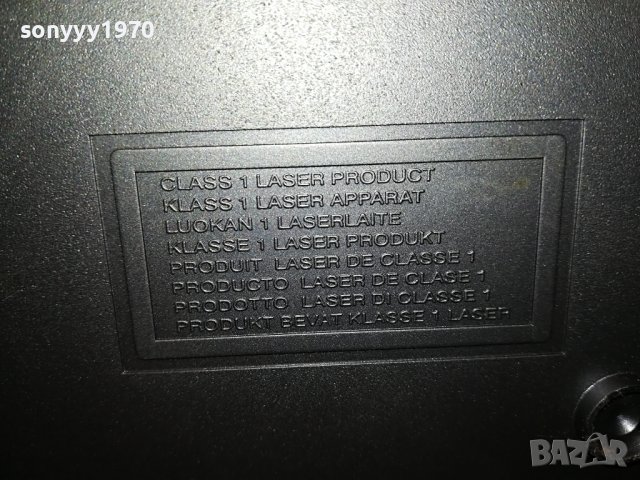 sonyyy1970
CLASS 1 LASER PRODUCT
KLASS 1 LASER APPARAT
LUOKAN 1 LASERLAITE
KLASSE 1 LASER PRODUKT
PRODUIT LASER DE CLASSE 1
PRODUCTO LASER DE CLASE 1
PRODOTTO LASER DI CLASSE 1
PRODUKT BEVAT KLASSE 1 LASER
BAZAR